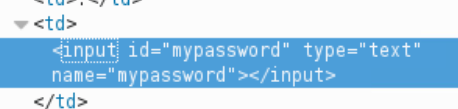 <td>
<input id="mypassword" type="text"
name="mypassword"></input>
</td>